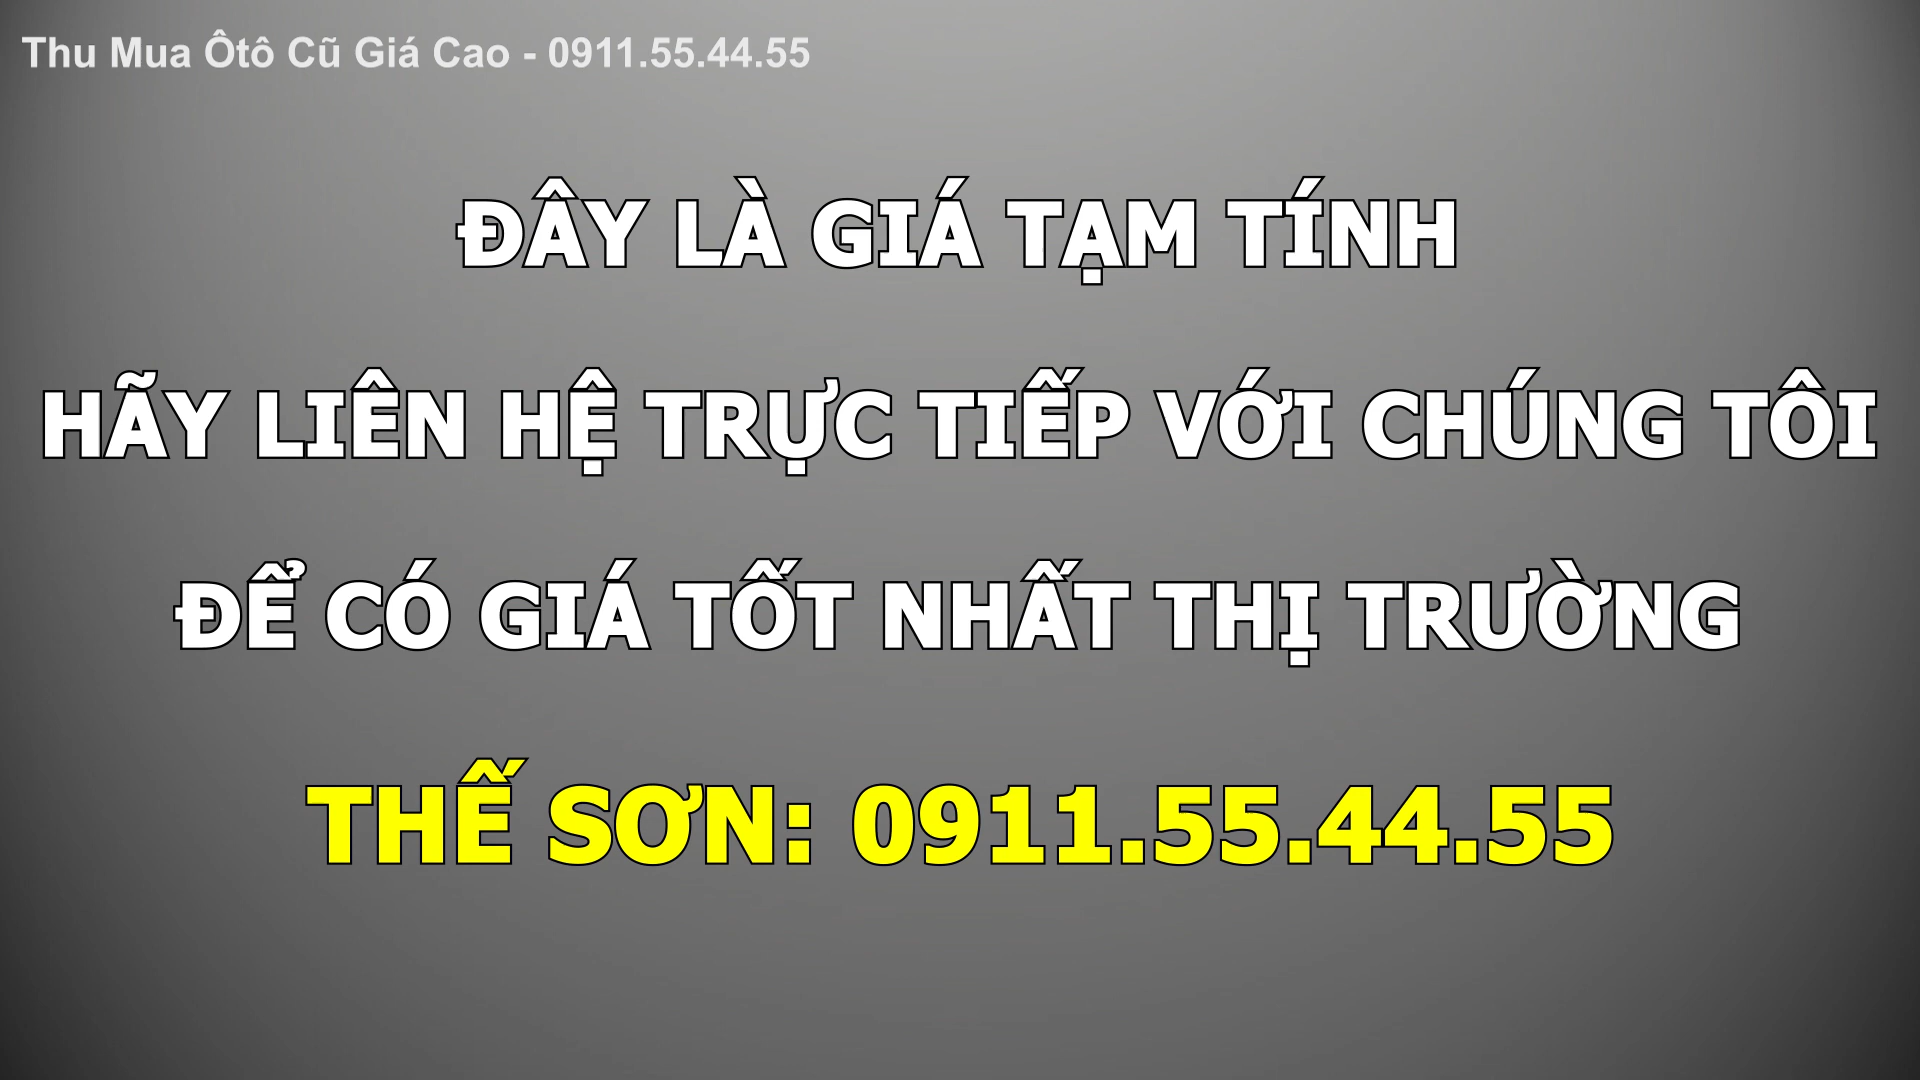 Thu Mua Ôtô Cũ Giá Cao - 0911.55.44.55
ĐÂY LÀ GIÁ TẠM TÍNH
HÃY LIÊN HỆ TRỰC TIẾP VỚI CHÚNG TÔI
ĐỂ CÓ GIÁ TỐT NHẤT THỊ TRƯỜNG
THẾ SƠN: 0911.55.44.55